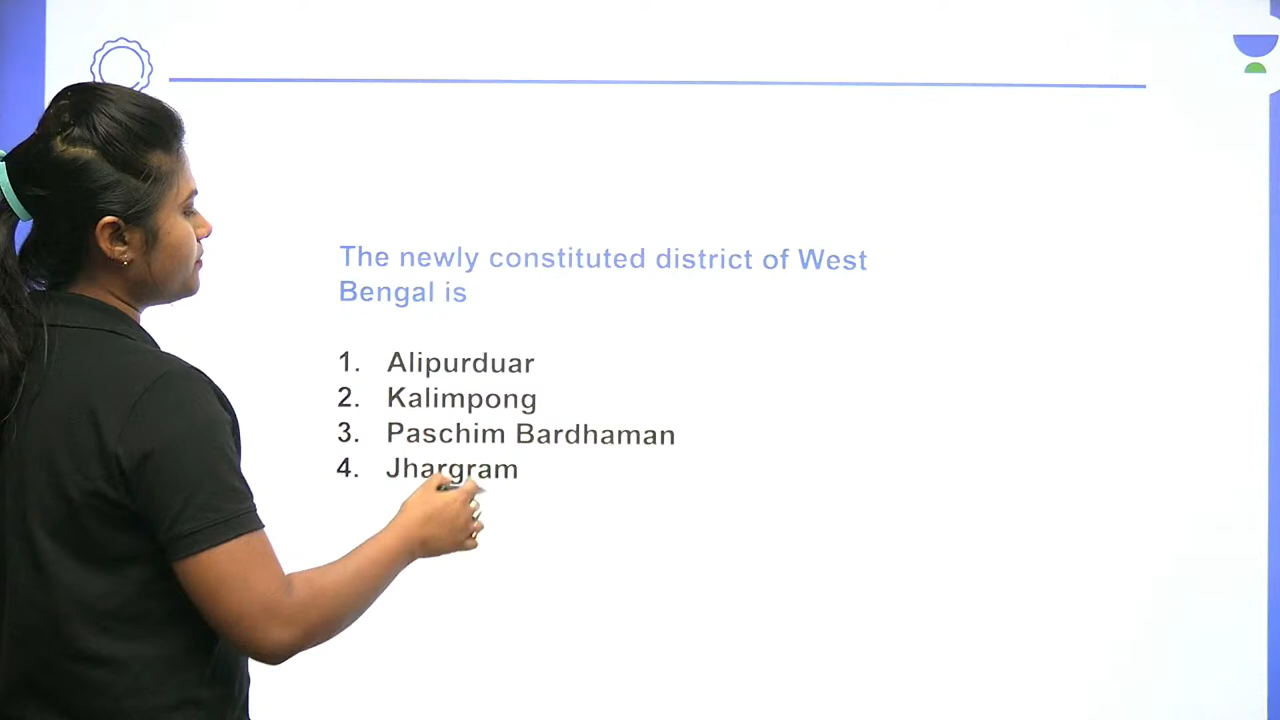 The newly constituted district of West
Bengal is
1. Alipurduar
2. Kalimpong
3. Paschim Bardhaman
4. Jhargram